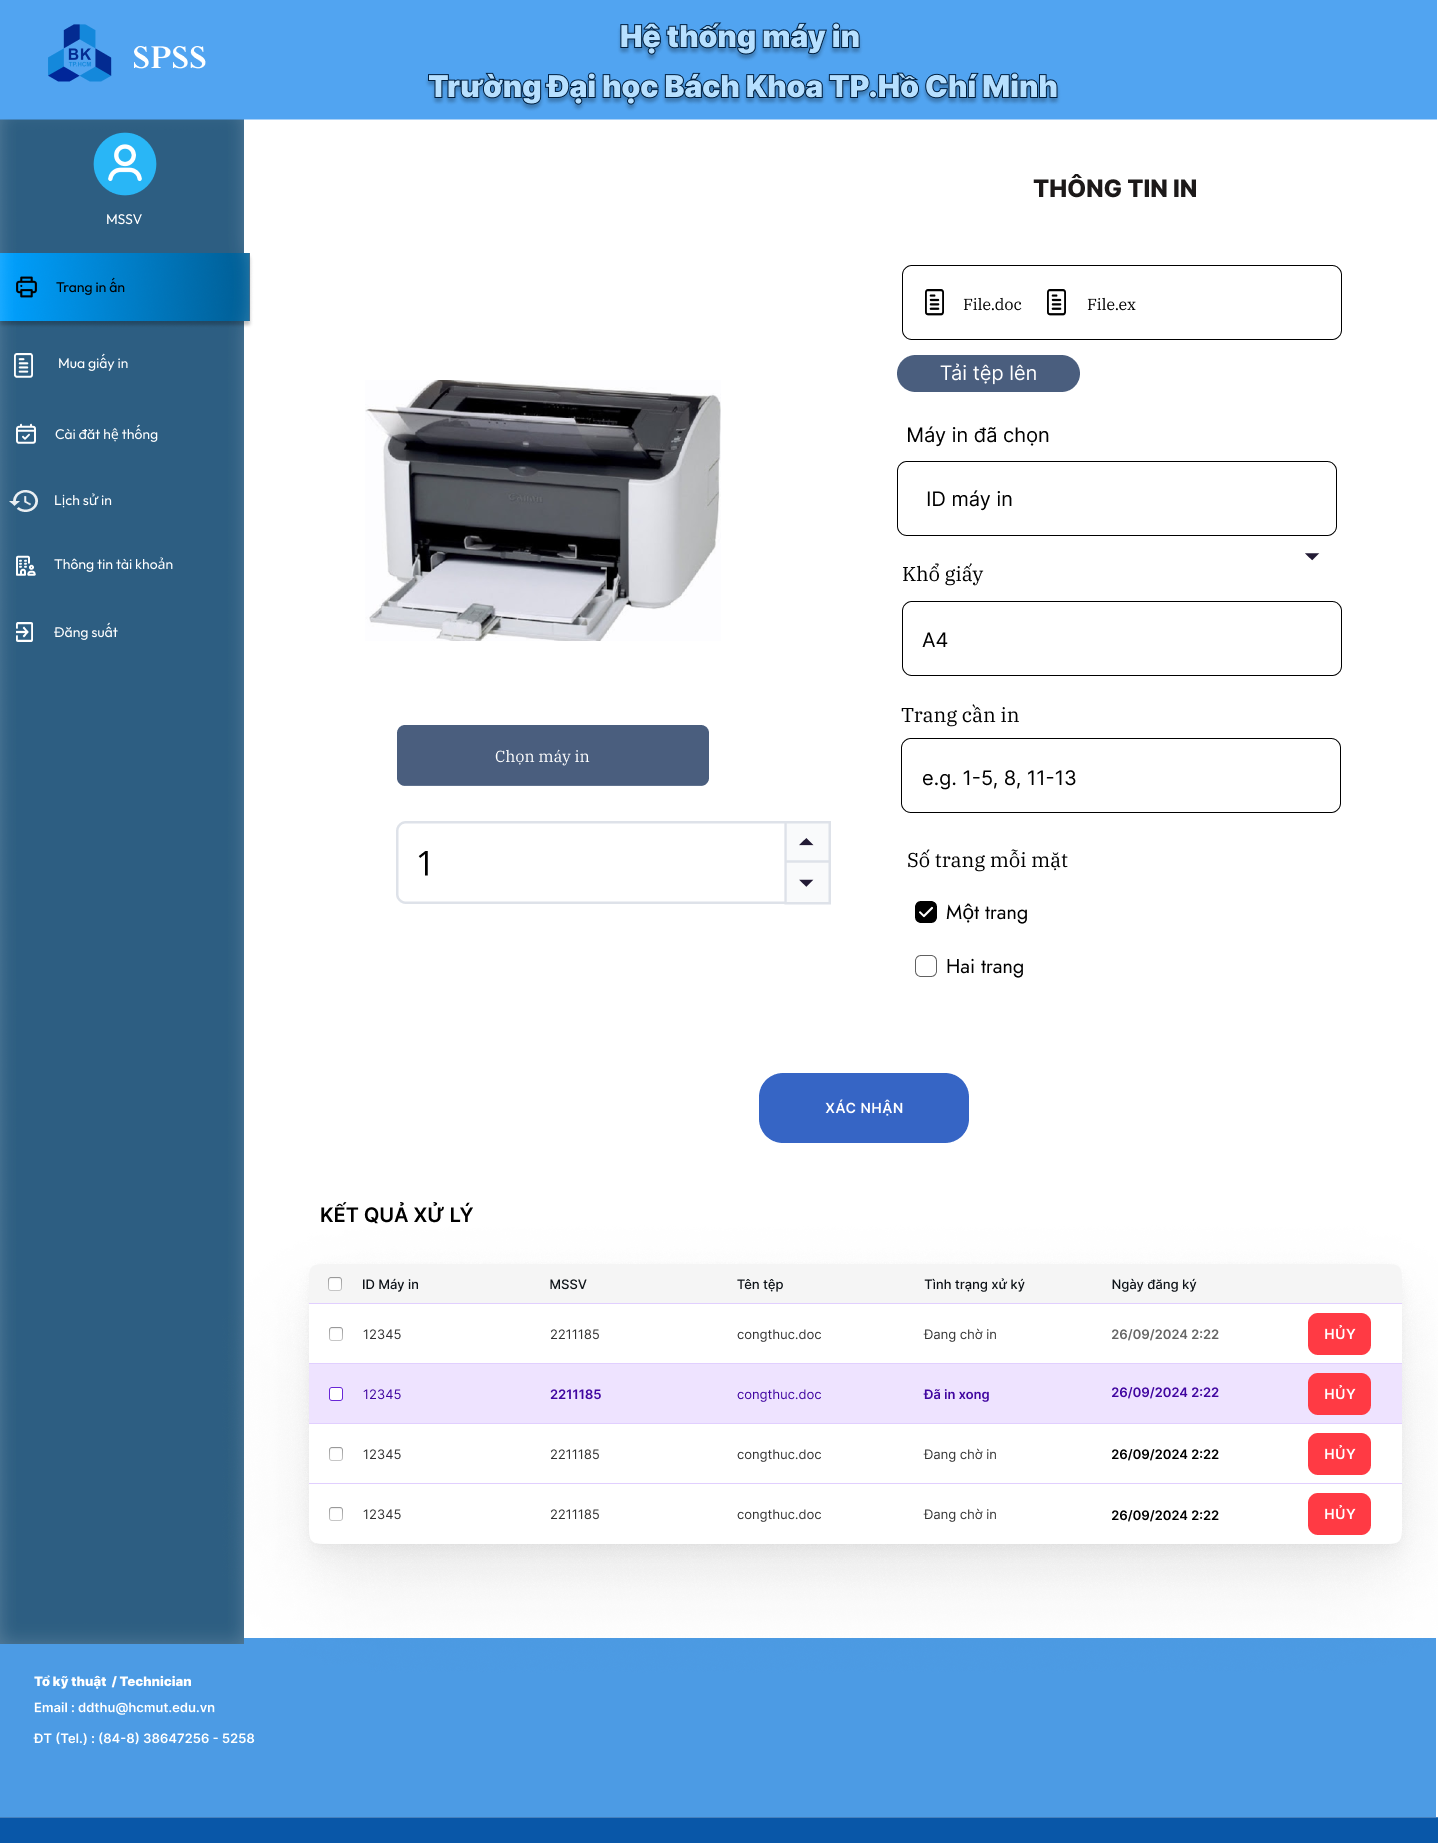 BK
TP.HCM
SPSS
Hệ thống máy in
Trường Đại học Bách Khoa TP.Hồ Chí Minh
MSSV
Trang in ấn
Mua giấy in
Cài đăt hệ thống
Lịch sử in
Thông tin tài khoản
Đăng suất
THÔNG TIN IN
File.doc File.ex
Tải tệp lên
Máy in đã chọn
ID máy in
Khổ giấy
A4
Trang cần in
e.g. 1-5, 8, 11-13
Số trang mỗi mặt
Một trang
Hai trang
Chọn máy in
1
XÁC NHẬN
KẾT QUẢ XỬ LÝ
ID Máy in MSSV Tên tệp Tình trạng xử ký Ngày đăng ký
12345 2211185 congthuc.doc Đang chờ in 26/09/2024 2:22 HỦY
12345 2211185 congthuc.doc Đã in xong 26/09/2024 2:22 HỦY
12345 2211185 congthuc.doc Đang chờ in 26/09/2024 2:22 HỦY
12345 2211185 congthuc.doc Đang chờ in 26/09/2024 2:22 HỦY
Tổ kỹ thuật / Technician
Email : ddthu@hcmut.edu.vn
ĐT (Tel.) : (84-8) 38647256 - 5258